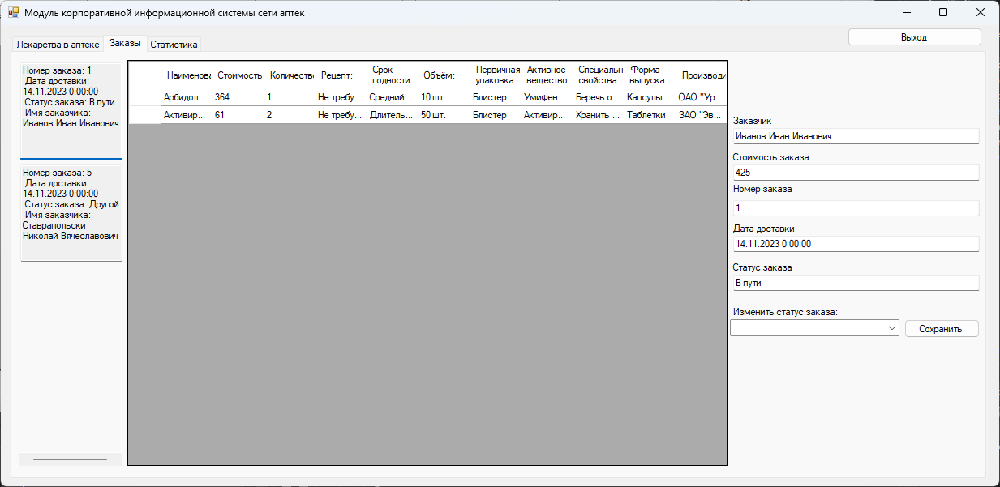 Модуль корпоративной информационной системы сети аптек
Выход
Лекарства в аптеке Заказы Статистика
Номер заказа: 1
Дата доставки:
14.11.2023 0:00:00
Статус заказа: В пути
Имя заказчика:
Иванов Иван Иванович
Номер заказа: 5
Дата доставки:
14.11.2023 0:00:00
Статус заказа: Другой
Имя заказчика:
Ставрапольски
Николай Вячеславович
Наименова Стоимость Количеств Рецепт: Срок годности: Объём: Первичная упаковка: Активное вещество: Специальн свойства: Форма выпуска: Производи
Арбидол ... 364 1 Не требу... Средний ... 10 шт. Блистер Умифен... Беречь о... Капсулы ОАО "Ур...
Активир... 61 2 Не требу... Длитель... 50 шт. Блистер Активир... Хранить ... Таблетки ЗАО "Эв...
Заказчик
Иванов Иван Иванович
Стоимость заказа
425
Номер заказа
1
Дата доставки
14.11.2023 0:00:00
Статус заказа
В пути
Изменить статус заказа:
Сохранить